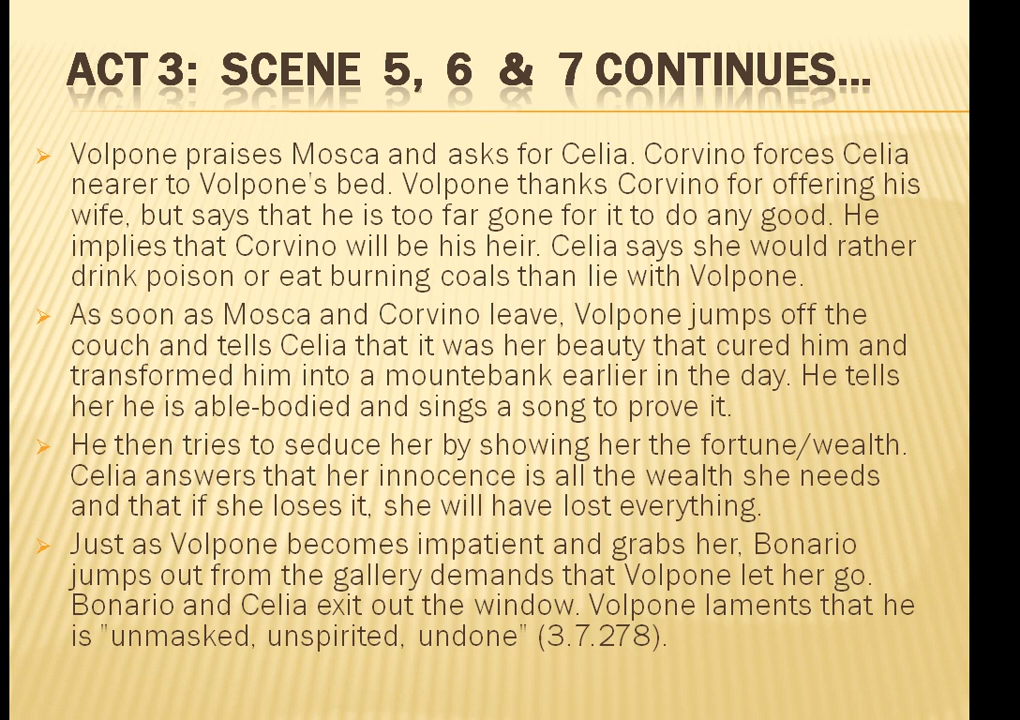 ACT 3: SCENE 5, 6 & 7 CONTINUES...
Volpone praises Mosca and asks for Celia. Corvino forces Celia
nearer to Volpone's bed. Volpone thanks Corvino for offering his
wife, but says that he is too far gone for it to do any good. He
implies that Corvino will be his heir. Celia says she would rather
drink poison or eat burning coals than lie with Volpone.
As soon as Mosca and Corvino leave, Volpone jumps off the
couch and tells Celia that it was her beauty that cured him and
transformed him into a mountebank earlier in the day. He tells
her he is able-bodied and sings a song to prove it.
He then tries to seduce her by showing her the fortune/wealth.
Celia answers that her innocence is all the wealth she needs
and that if she loses it, she will have lost everything.
Just as Volpone becomes impatient and grabs her, Bonario
jumps out from the gallery demands that Volpone let her go.
Bonario and Celia exit out the window. Volpone laments that he
is "unmasked, unspirited, undone" (3.7.278).